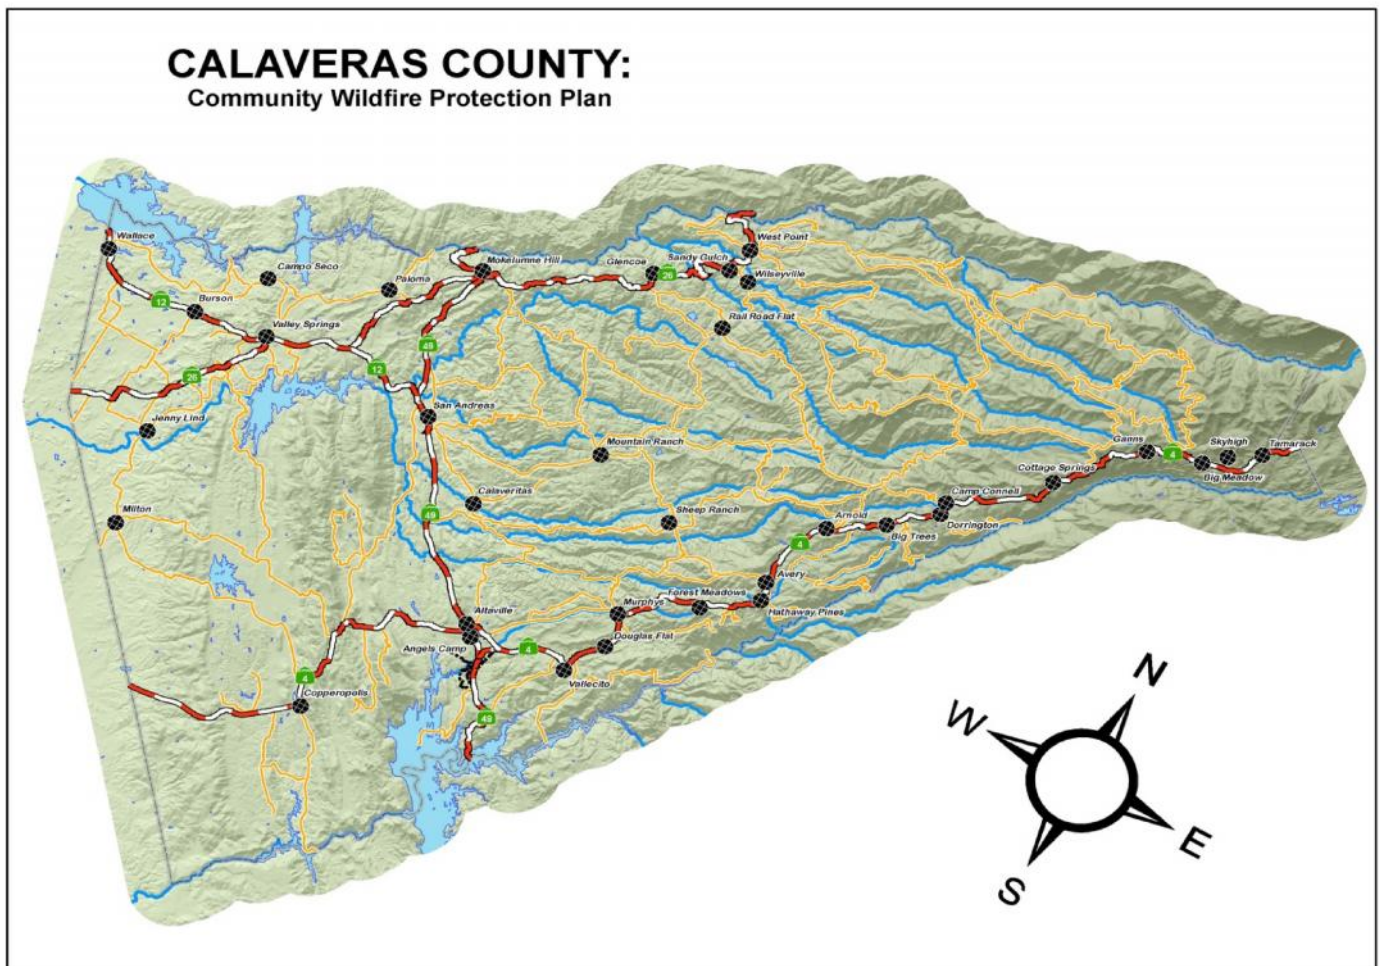 CALAVERAS COUNTY:
Community Wildfire Protection Plan
Wallace
West Point
Mokelumne Hill
Glencoe
Sandy Gulch
Campo Seco
Paloma
26
Wilseyville
12
Burson
Valley Springs
Rail Road Flat
49
26
12
Jenny Lind
San Andreas
Mountain Ranch
Ganns
Skyhigh
Tamarack
4
Big Meadow
Cottage Springs
Calaveritas
Camp Connell
Milton
49
Sheep Ranch
Arnold
Dorrington
Big Trees
4
Avery
Forest Meadows
Murphys
Hathaway Pines
Altaville
Douglas Flat
Angels Camp
4
4
Vallecito
Copperopolis
49
N
W
E
S